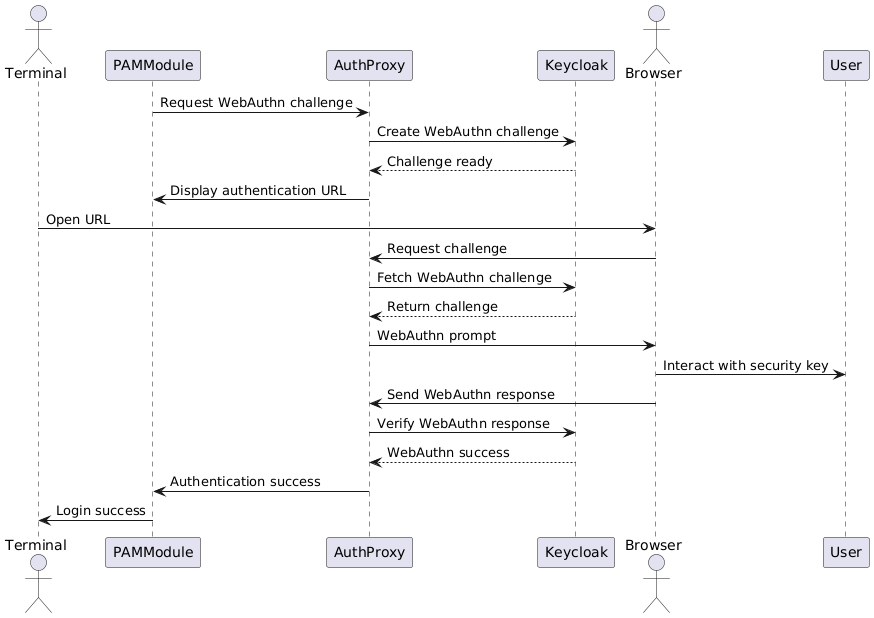 Terminal
PAMModule
AuthProxy
Keycloak
Browser
User
Request WebAuthn challenge
Create WebAuthn challenge
Challenge ready
Display authentication URL
Open URL
Request challenge
Fetch WebAuthn challenge
Return challenge
WebAuthn prompt
Interact with security key
Send WebAuthn response
Verify WebAuthn response
WebAuthn success
Authentication success
Login success
Terminal
PAMModule
AuthProxy
Keycloak
Browser
User